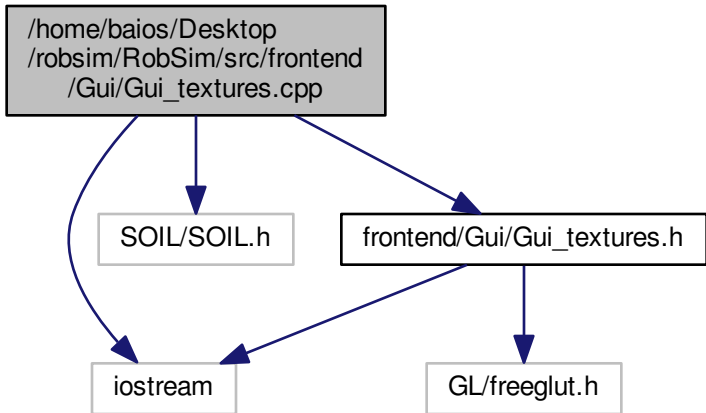 /home/baios/Desktop
/robsim/RobSim/src/frontend
/Gui/Gui_textures.cpp
SOIL/SOIL.h
frontend/Gui/Gui_textures.h
iostream
GL/freeglut.h